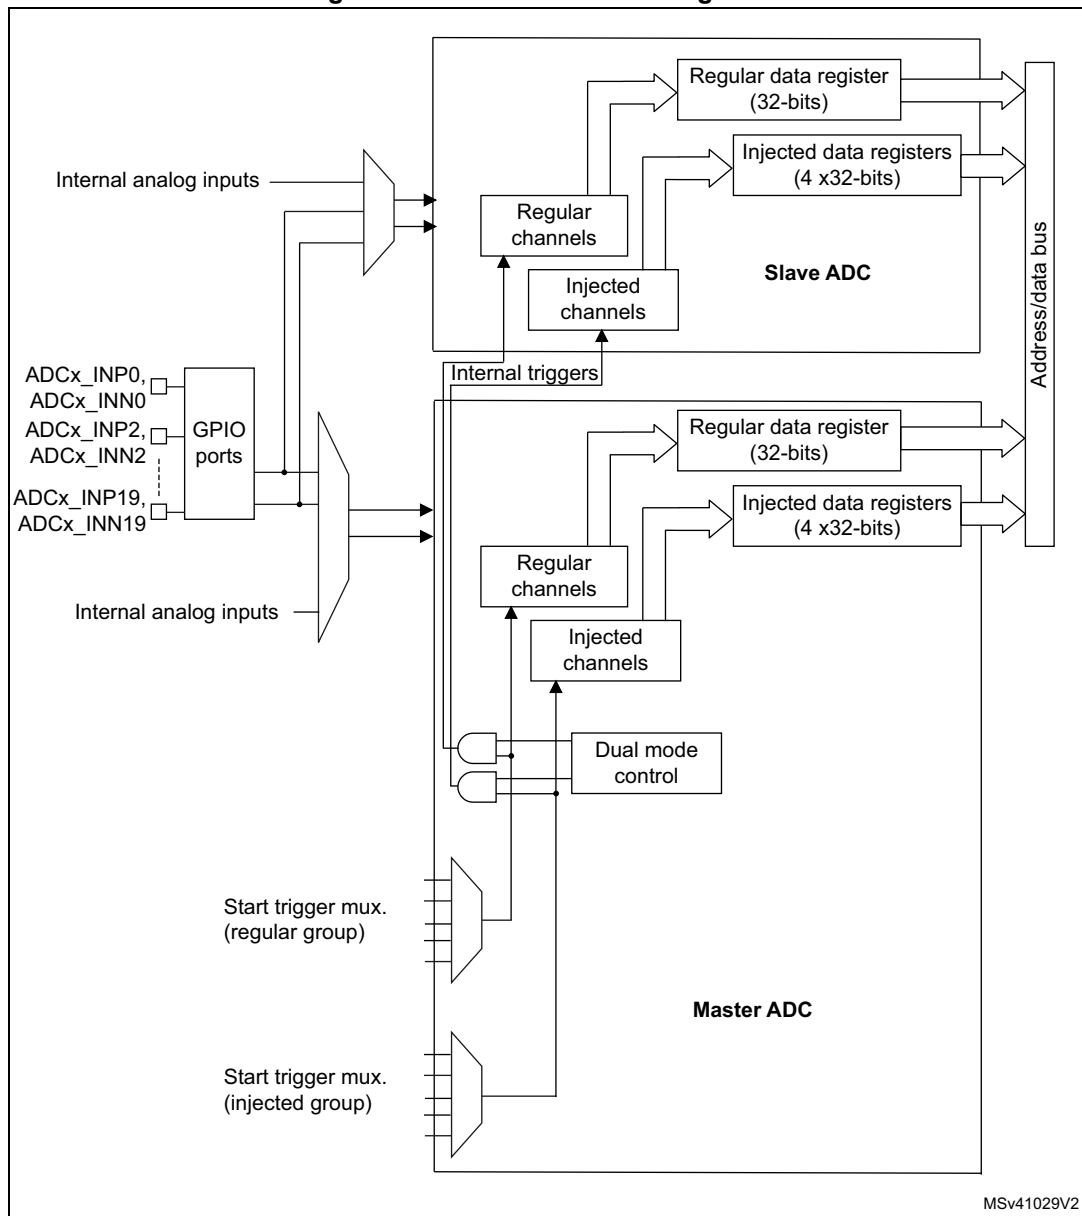 Regular data register
(32-bits)
Internal analog inputs
Injected data registers
(4 x32-bits)
Regular
channels
Slave ADC
Injected
channels
Address/data bus
Internal triggers
ADCx_INP0,
ADCx_INN0
ADCx_INP2,
ADCx_INN2
ADCx_INP19,
ADCx_INN19
GPIO
ports
Regular data register
(32-bits)
Injected data registers
(4 x32-bits)
Regular
channels
Internal analog inputs
Injected
channels
Dual mode
control
Start trigger mux.
(regular group)
Master ADC
Start trigger mux.
(injected group)
MSv41029V2